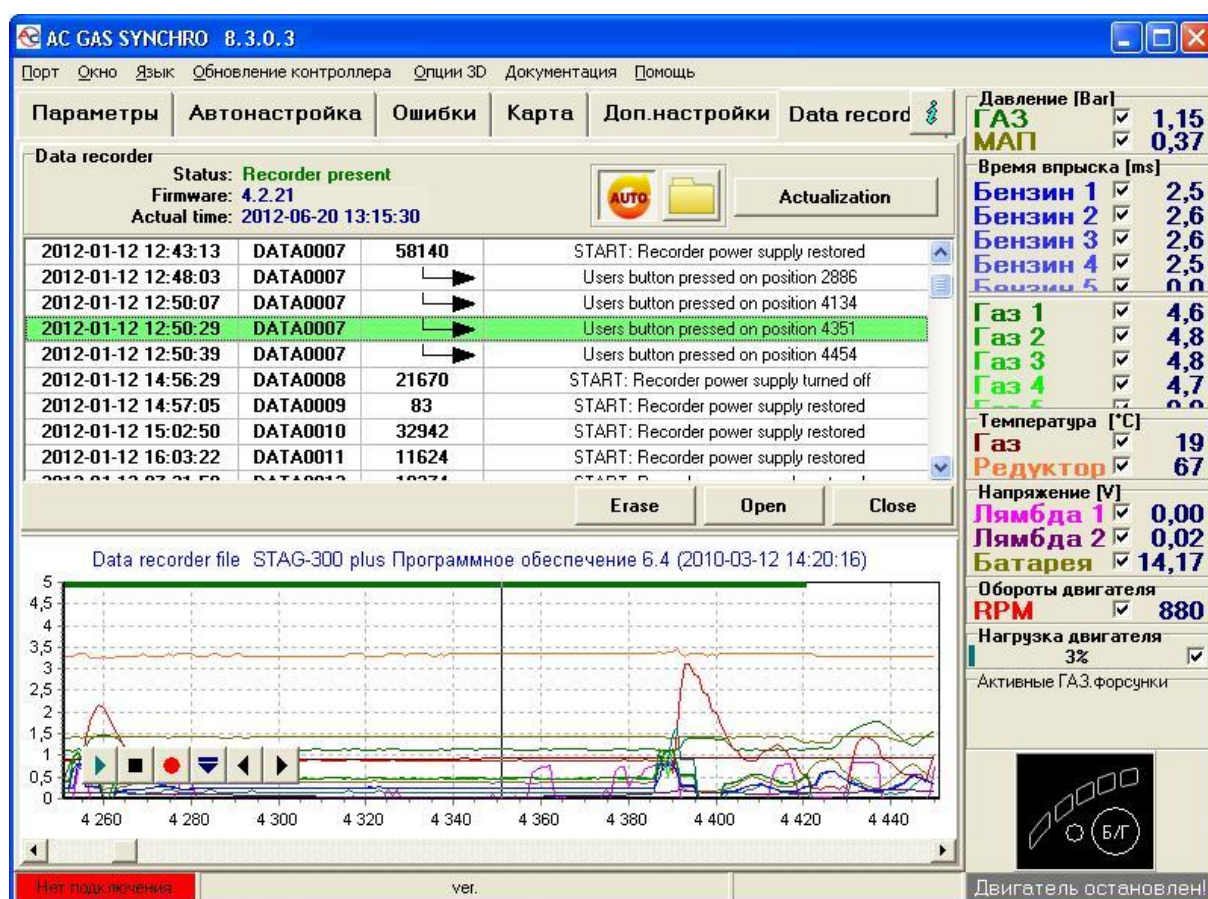 AC GAS SYNCHRO 8.3.0.3
Порт Окно Язык Обновление контроллера Опции 3D Документация Помощь
Параметры Автонастройка Ошибки Карта Доп.настройки Data record i
Data recorder
Status: Recorder present
Firmware: 4.2.21
Actual time: 2012-06-20 13:15:30
AUTO
Actualization
2012-01-12 12:43:13 DATA0007 58140 START: Recorder power supply restored
2012-01-12 12:48:03 DATA0007 Users button pressed on position 2886
2012-01-12 12:50:07 DATA0007 Users button pressed on position 4134
2012-01-12 12:50:29 DATA0007 Users button pressed on position 4351
2012-01-12 12:50:39 DATA0007 Users button pressed on position 4454
2012-01-12 14:56:29 DATA0008 21670 START: Recorder power supply turned off
2012-01-12 14:57:05 DATA0009 83 START: Recorder power supply restored
2012-01-12 15:02:50 DATA0010 32942 START: Recorder power supply restored
2012-01-12 16:03:22 DATA0011 11624 START: Recorder power supply restored
Erase Open Close
Data recorder file STAG-300 plus Программное обеспечение 6.4 (2010-03-12 14:20:16)
5
4,5
4
3,5
3
2,5
2
1,5
1
0,5
0
4 260 4 280 4 300 4 320 4 340 4 360 4 380 4 400 4 420 4 440
Нет подключения ver.
Давление [Bar]
ГАЗ 1,15
МАП 0,37
Время впрыска [ms]
Бензин 1 2,5
Бензин 2 2,6
Бензин 3 2,6
Бензин 4 2,5
Бензин 5 0,0
Газ 1 4,6
Газ 2 4,8
Газ 3 4,8
Газ 4 4,7
Температура [°C]
Газ 19
Редуктор 67
Напряжение [V]
Лямбда 1 0,00
Лямбда 2 0,02
Батарея 14,17
Обороты двигателя
RPM 880
Нагрузка двигателя
3%
Активные ГАЗ.форсунки
Б/Г
Двигатель остановлен!